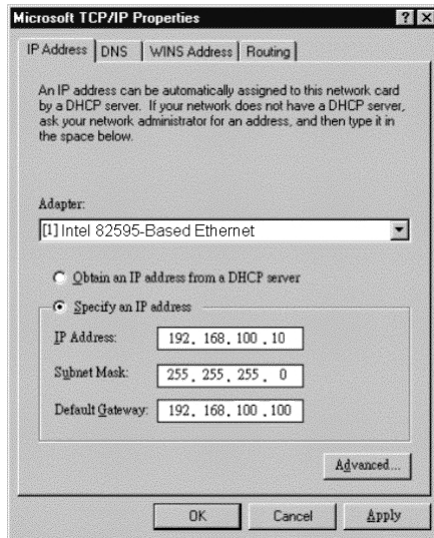 Microsoft TCP/IP Properties
IP Address DNS WINS Address Routing
An IP address can be automatically assigned to this network card
by a DHCP server. If your network does not have a DHCP server,
ask your network administrator for an address, and then type it in
the space below.
Adapter:
[1] Intel 82595-Based Ethernet
Obtain an IP address from a DHCP server
Specify an IP address
IP Address: 192. 168. 100 . 10
Subnet Mask: 255. 255. 255. 0
Default Gateway: 192. 168. 100 . 100
Advanced...
OK Cancel Apply